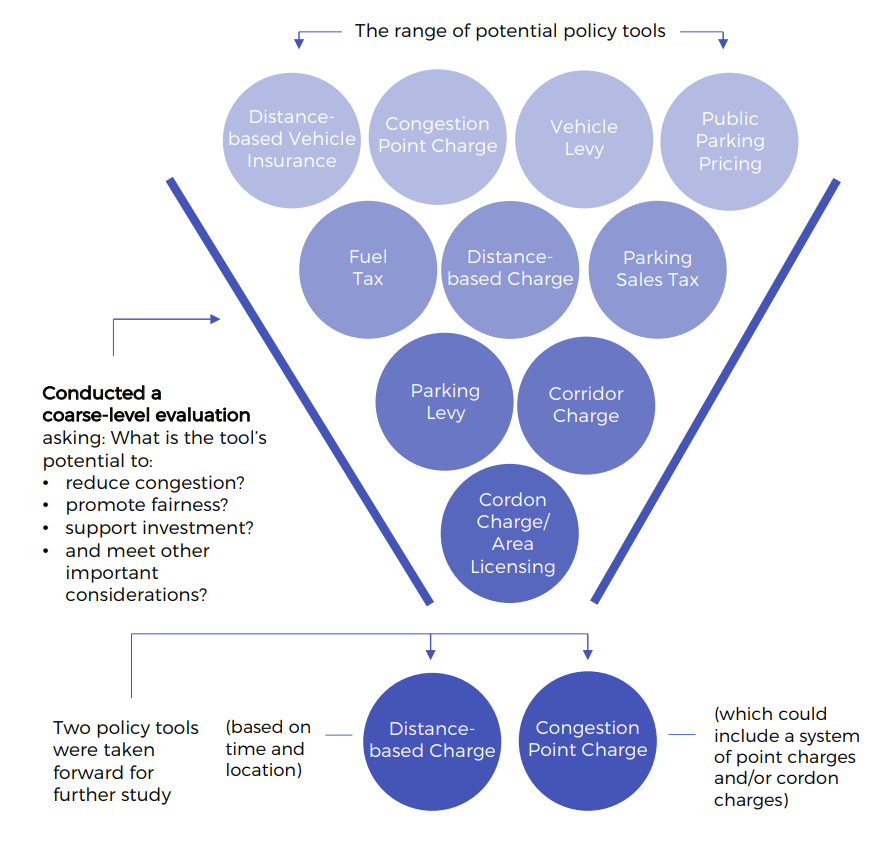 The range of potential policy tools
Distance-
based Vehicle
Insurance
Congestion
Point Charge
Vehicle
Levy
Public
Parking
Pricing
Fuel
Tax
Distance-
based Charge
Parking
Sales Tax
Parking
Levy
Corridor
Charge
Cordon
Charge/
Area
Licensing
Conducted a
coarse-level evaluation
asking: What is the tool’s
potential to:
• reduce congestion?
• promote fairness?
• support investment?
• and meet other
important
considerations?
Two policy tools
were taken
forward for
further study
(based on
time and
location)
Distance-
based Charge
Congestion
Point Charge
(which could
include a system
of point charges
and/or cordon
charges)